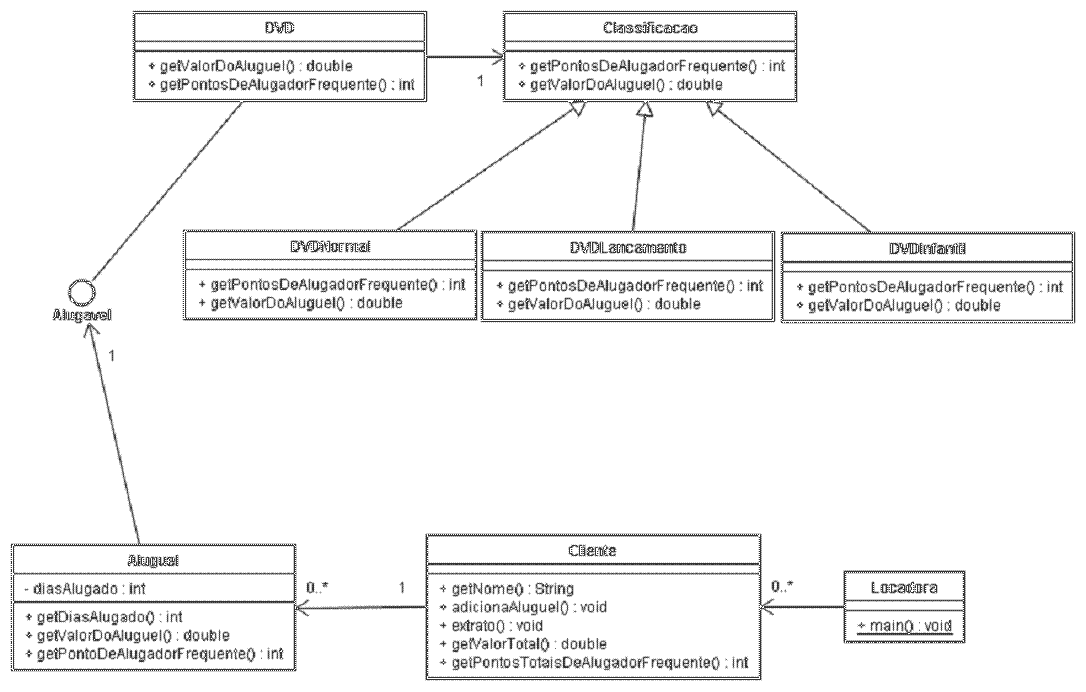 DVD
+ getValorDoAluguel() : double
+ getPontosDeAlugadorFrequente() : int
1
Classificacao
+ getPontosDeAlugadorFrequente() : int
+ getValorDoAluguel() : double
DVDNormal
+ getPontosDeAlugadorFrequente() : int
+ getValorDoAluguel() : double
DVDLancamento
+ getPontosDeAlugadorFrequente() : int
+ getValorDoAluguel() : double
DVDInfantil
+ getPontosDeAlugadorFrequente() : int
+ getValorDoAluguel() : double
Alugavel
1
Aluguel
- diasAlugado : int
+ getDiasAlugado() : int
+ getValorDoAluguel() : double
+ getPontoDeAlugadorFrequente() : int
0..*
1
Cliente
+ getNome() : String
+ adicionaAluguel() : void
+ extrato() : void
+ getValorTotal() : double
+ getPontosTotaisDeAlugadorFrequente() : int
0..*
Locadora
+ main() : void